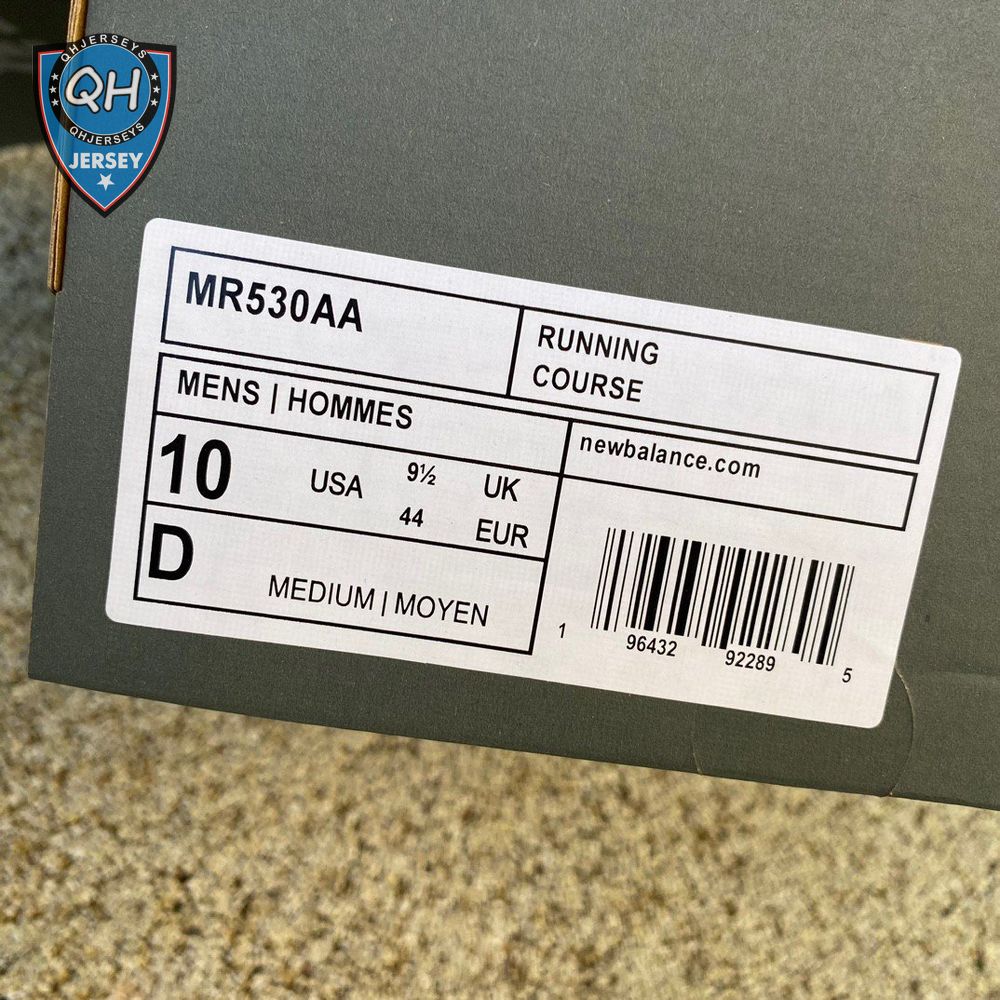 QHJERSEYS
QH
QHJERSEYS
JERSEY
MR530AA
RUNNING
COURSE
MENS | HOMMES
newbalance.com
10 USA 9½ UK
44 EUR
D MEDIUM | MOYEN
1 96432 92289 5